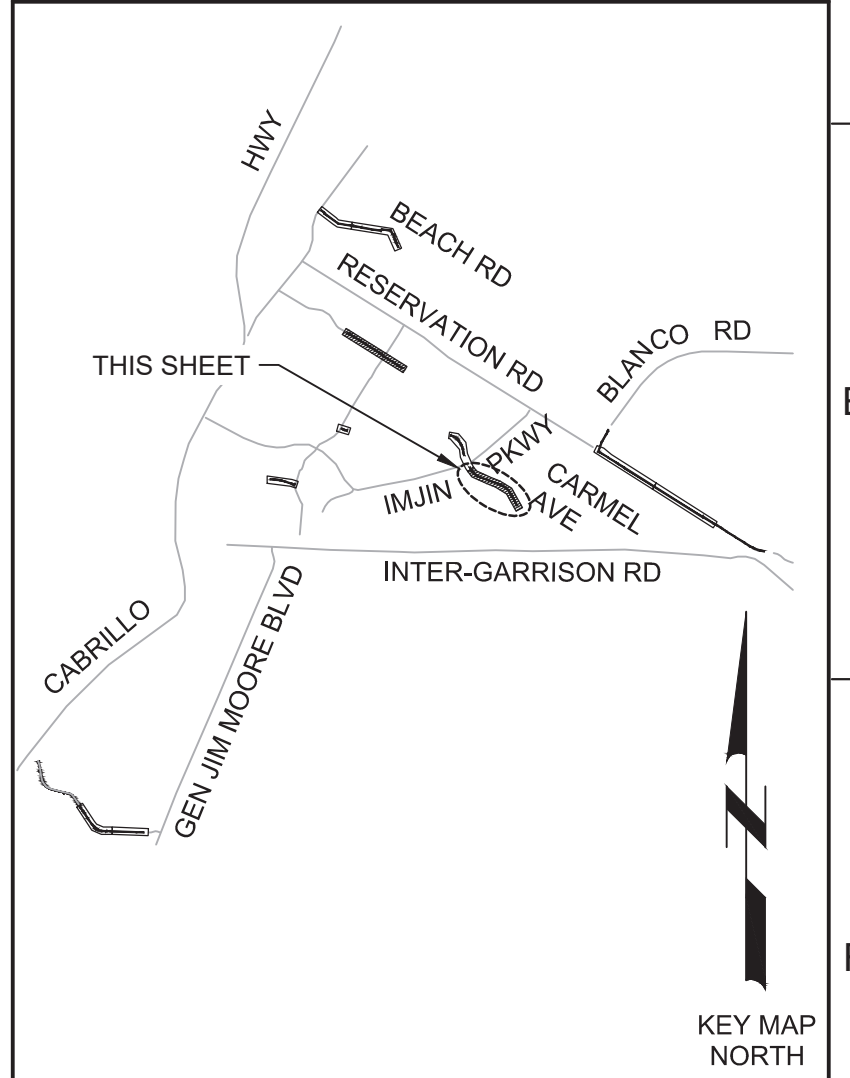 HWY
BEACH RD
RESERVATION RD
BLANCO RD
THIS SHEET
IMJIN PKWY
CARMEL AVE
INTER-GARRISON RD
CABRILLO
GEN JIM MOORE BLVD
KEY MAP
NORTH